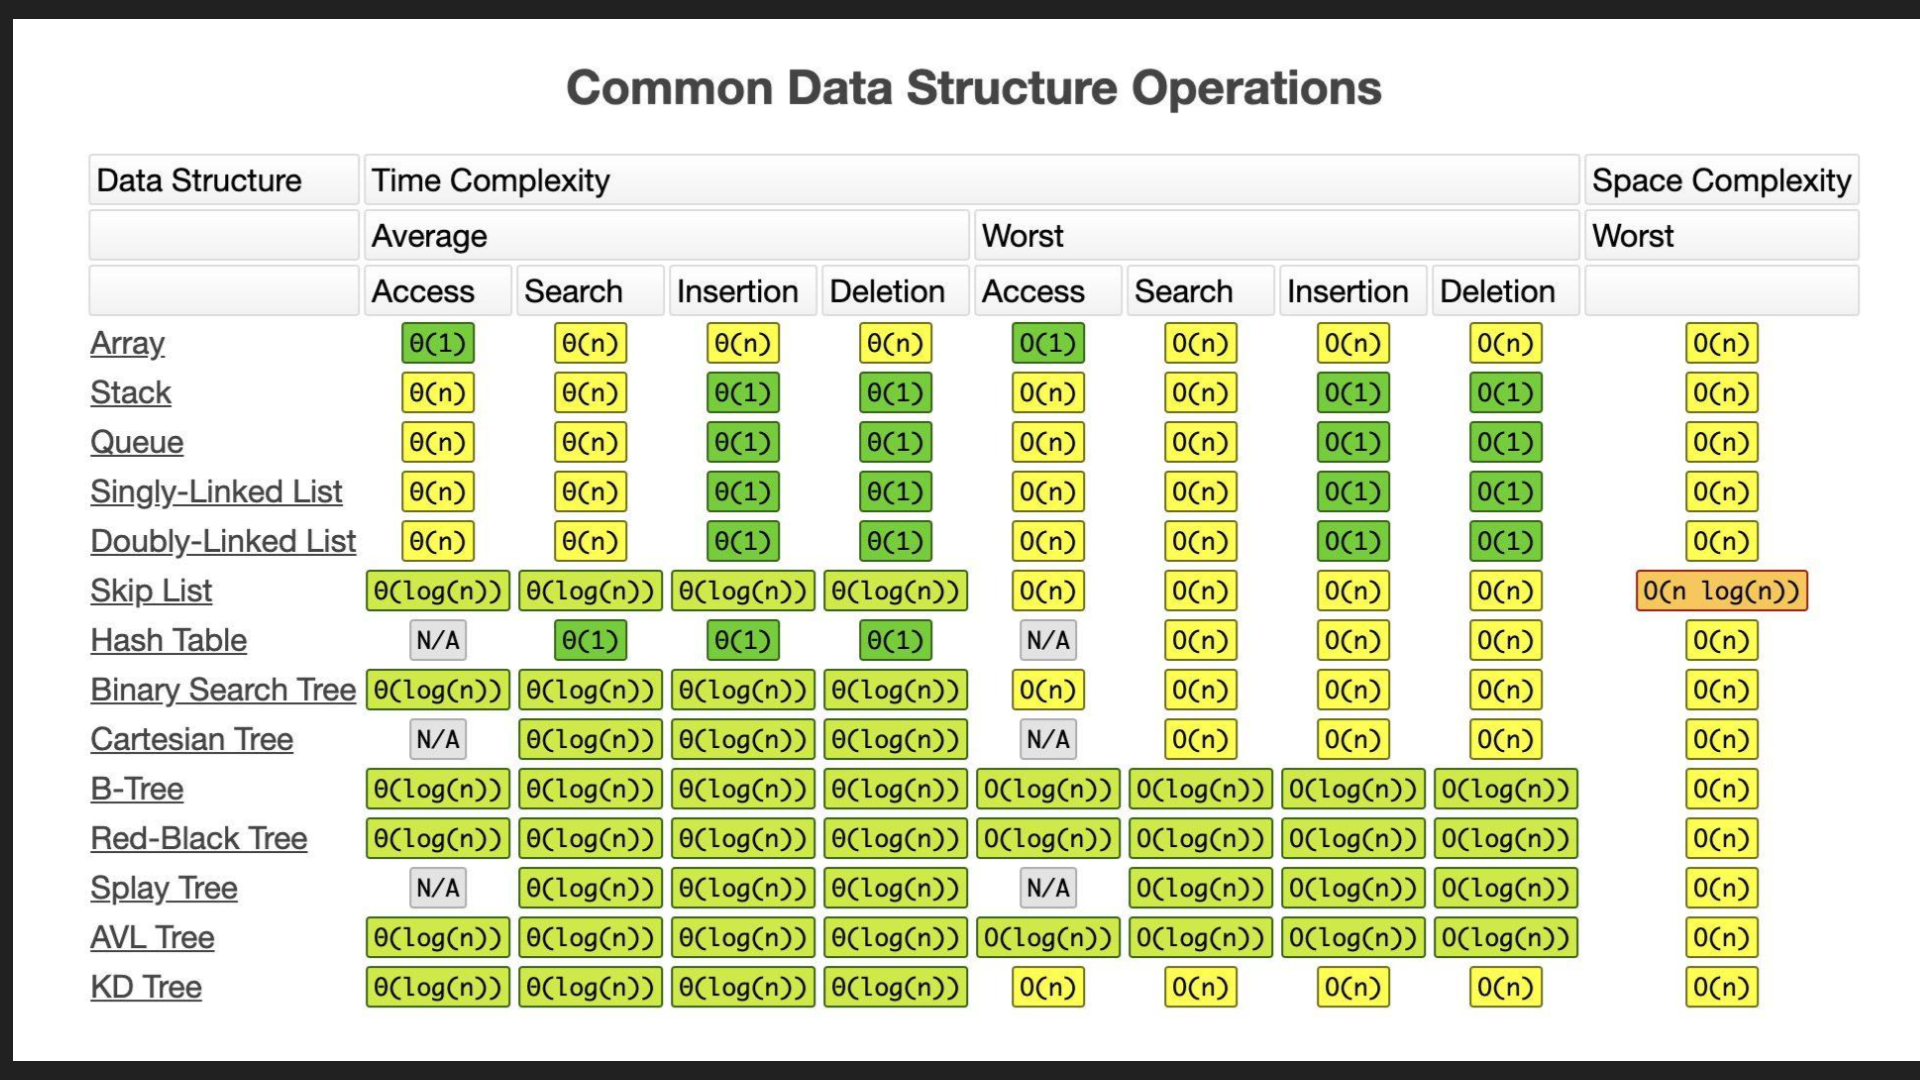 Common Data Structure Operations
Data Structure Time Complexity Space Complexity
Average Worst Worst
Access Search Insertion Deletion Access Search Insertion Deletion
Array θ(1) θ(n) θ(n) θ(n) O(1) O(n) O(n) O(n) O(n)
Stack θ(n) θ(n) θ(1) θ(1) O(n) O(n) O(1) O(1) O(n)
Queue θ(n) θ(n) θ(1) θ(1) O(n) O(n) O(1) O(1) O(n)
Singly-Linked List θ(n) θ(n) θ(1) θ(1) O(n) O(n) O(1) O(1) O(n)
Doubly-Linked List θ(n) θ(n) θ(1) θ(1) O(n) O(n) O(1) O(1) O(n)
Skip List θ(log(n)) θ(log(n)) θ(log(n)) θ(log(n)) O(n) O(n) O(n) O(n) O(n log(n))
Hash Table N/A θ(1) θ(1) θ(1) N/A O(n) O(n) O(n) O(n)
Binary Search Tree θ(log(n)) θ(log(n)) θ(log(n)) θ(log(n)) O(n) O(n) O(n) O(n) O(n)
Cartesian Tree N/A θ(log(n)) θ(log(n)) θ(log(n)) N/A O(n) O(n) O(n) O(n)
B-Tree θ(log(n)) θ(log(n)) θ(log(n)) θ(log(n)) O(log(n)) O(log(n)) O(log(n)) O(log(n)) O(n)
Red-Black Tree θ(log(n)) θ(log(n)) θ(log(n)) θ(log(n)) O(log(n)) O(log(n)) O(log(n)) O(log(n)) O(n)
Splay Tree N/A θ(log(n)) θ(log(n)) θ(log(n)) N/A O(log(n)) O(log(n)) O(log(n)) O(n)
AVL Tree θ(log(n)) θ(log(n)) θ(log(n)) θ(log(n)) O(log(n)) O(log(n)) O(log(n)) O(log(n)) O(n)
KD Tree θ(log(n)) θ(log(n)) θ(log(n)) θ(log(n)) O(n) O(n) O(n) O(n) O(n)